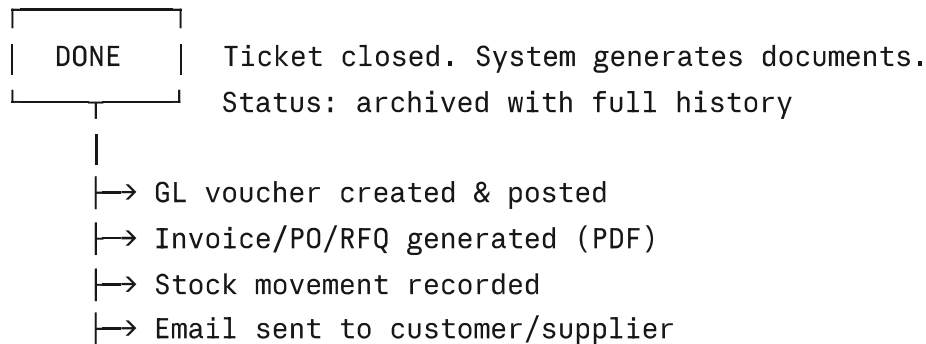 DONE Ticket closed. System generates documents.
Status: archived with full history
GL voucher created & posted
Invoice/PO/RFQ generated (PDF)
Stock movement recorded
Email sent to customer/supplier